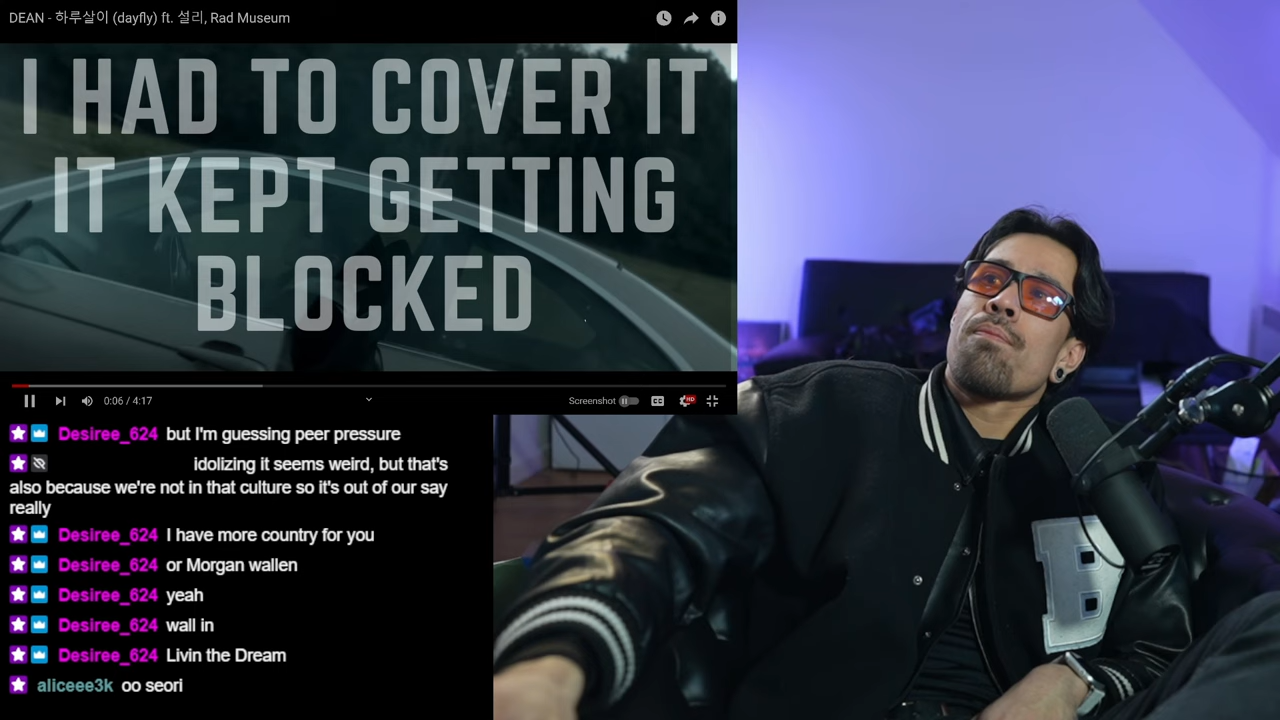 DEAN - 하루살이 (dayfly) ft. 설리, Rad Museum
I HAD TO COVER IT
IT KEPT GETTING
BLOCKED
0:06 / 4:17
Screenshot
CC
HD
Desiree_624 but I'm guessing peer pressure
idolizing it seems weird, but that's
also because we're not in that culture so it's out of our say
really
Desiree_624 I have more country for you
Desiree_624 or Morgan wallen
Desiree_624 yeah
Desiree_624 wall in
Desiree_624 Livin the Dream
aliceee3k oo seori
B